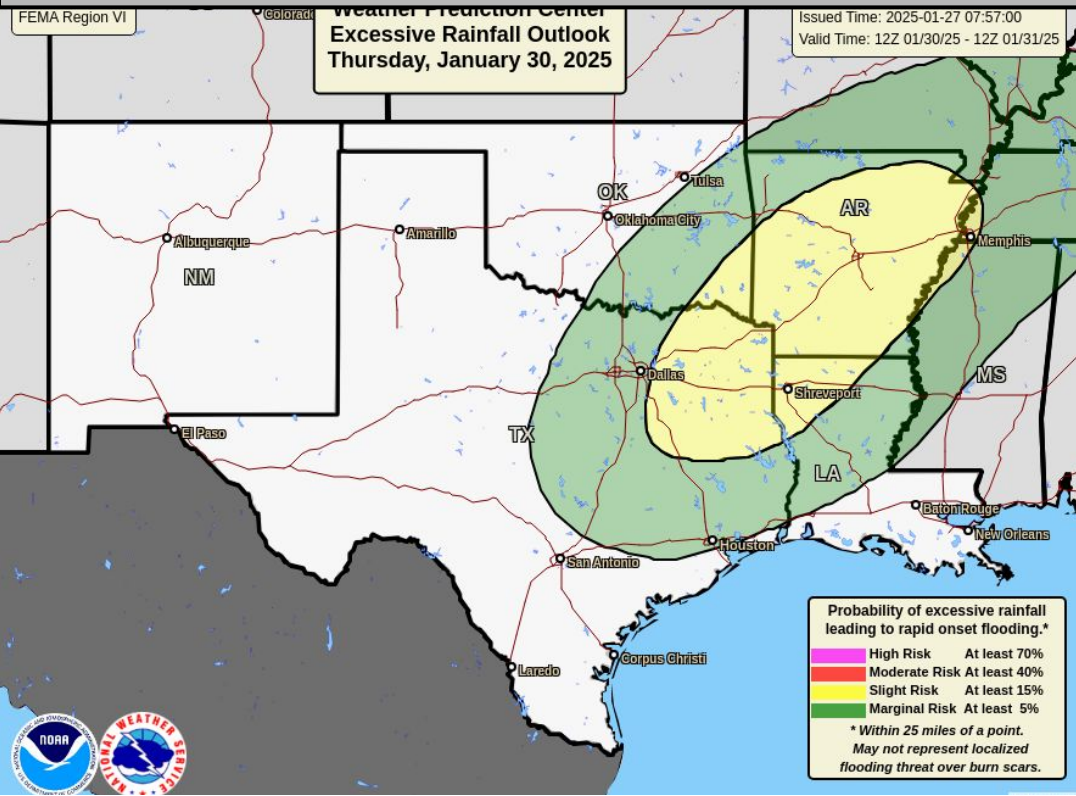 FEMA Region VI
Weather Prediction Center
Excessive Rainfall Outlook
Thursday, January 30, 2025
Issued Time: 2025-01-27 07:57:00
Valid Time: 12Z 01/30/25 - 12Z 01/31/25
Colorado
Tulsa
OK
Oklahoma City
AR
Amarillo
Albuquerque
Memphis
NM
Dallas
MS
Shreveport
El Paso
TX
LA
Baton Rouge
New Orleans
Houston
San Antonio
Corpus Christi
Laredo
Probability of excessive rainfall
leading to rapid onset flooding.*
High Risk At least 70%
Moderate Risk At least 40%
Slight Risk At least 15%
Marginal Risk At least 5%
* Within 25 miles of a point.
May not represent localized
flooding threat over burn scars.
NOAA
NATIONAL WEATHER SERVICE